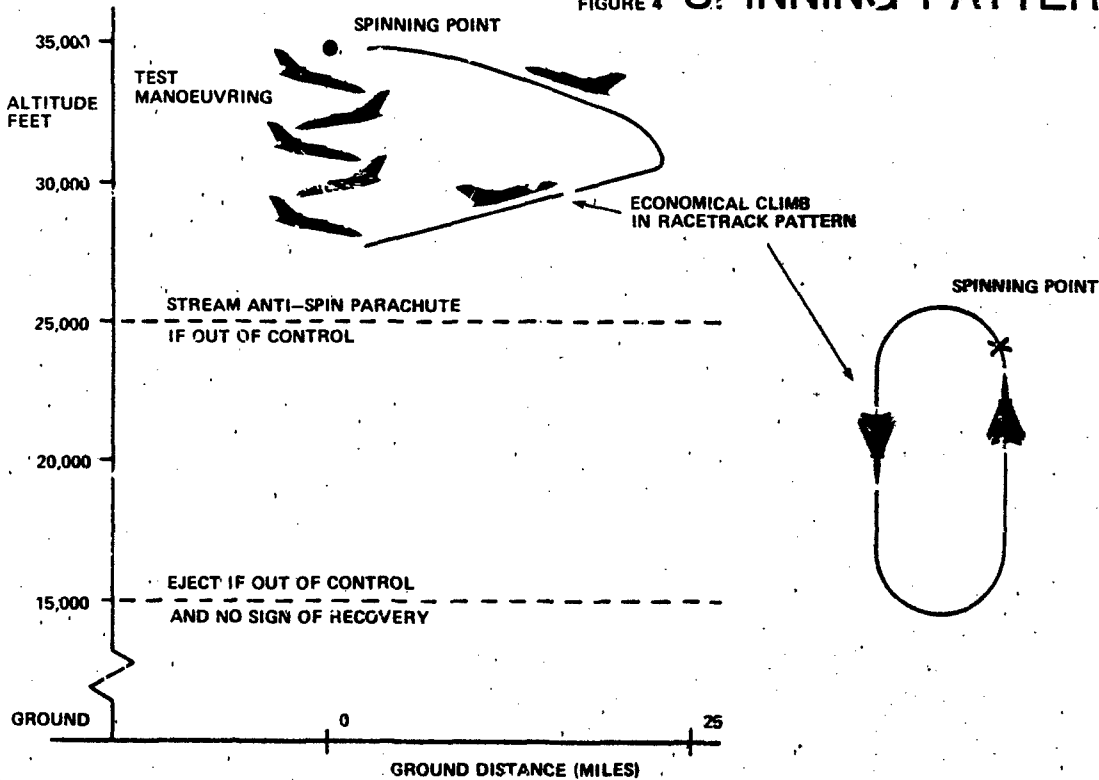 FIGURE 4 SPINNING PATTER
35,000
SPINNING POINT
TEST
MANOEUVRING
ALTITUDE
FEET
30,000
ECONOMICAL CLIMB
IN RACETRACK PATTERN
SPINNING POINT
STREAM ANTI-SPIN PARACHUTE
25,000
IF OUT OF CONTROL
20,000
EJECT IF OUT OF CONTROL
15,000
AND NO SIGN OF RECOVERY
GROUND
0
25
GROUND DISTANCE (MILES)